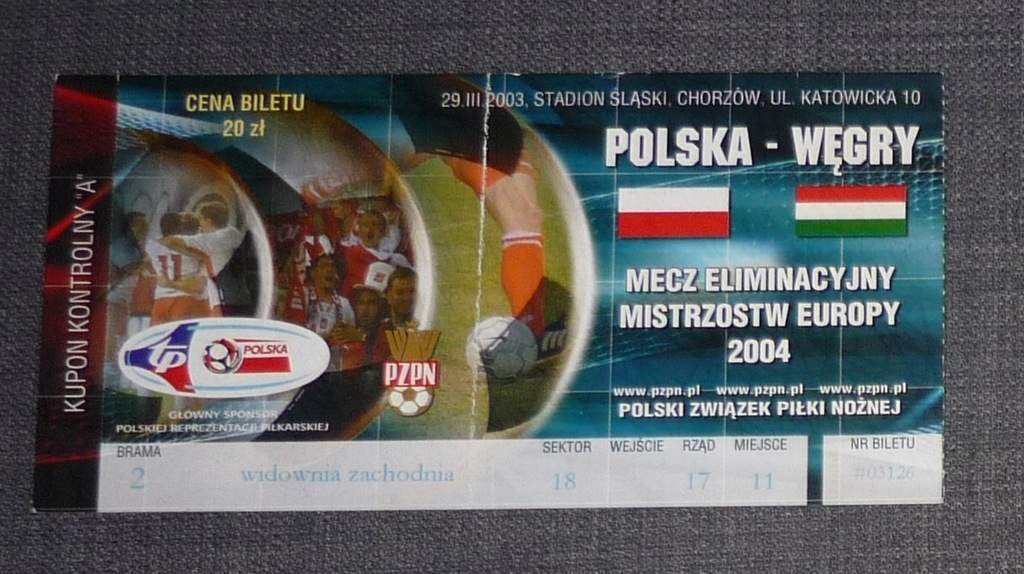 KUPON KONTROLNY "A"
CENA BILETU
20 zł
29.III.2003, STADION ŚLĄSKI, CHORZÓW, UL. KATOWICKA 10
POLSKA - WĘGRY
MECZ ELIMINACYJNY
MISTRZOSTW EUROPY
2004
www.pzpn.pl www.pzpn.pl www.pzpn.pl
POLSKI ZWIĄZEK PIŁKI NOŻNEJ
11
TP
POLSKA
PZPN
GŁÓWNY SPONSOR
POLSKIEJ REPREZENTACJI PIŁKARSKIEJ
BRAMA SEKTOR WEJŚCIE RZĄD MIEJSCE NR BILETU
2 widownia zachodnia 18 17 11 #03126